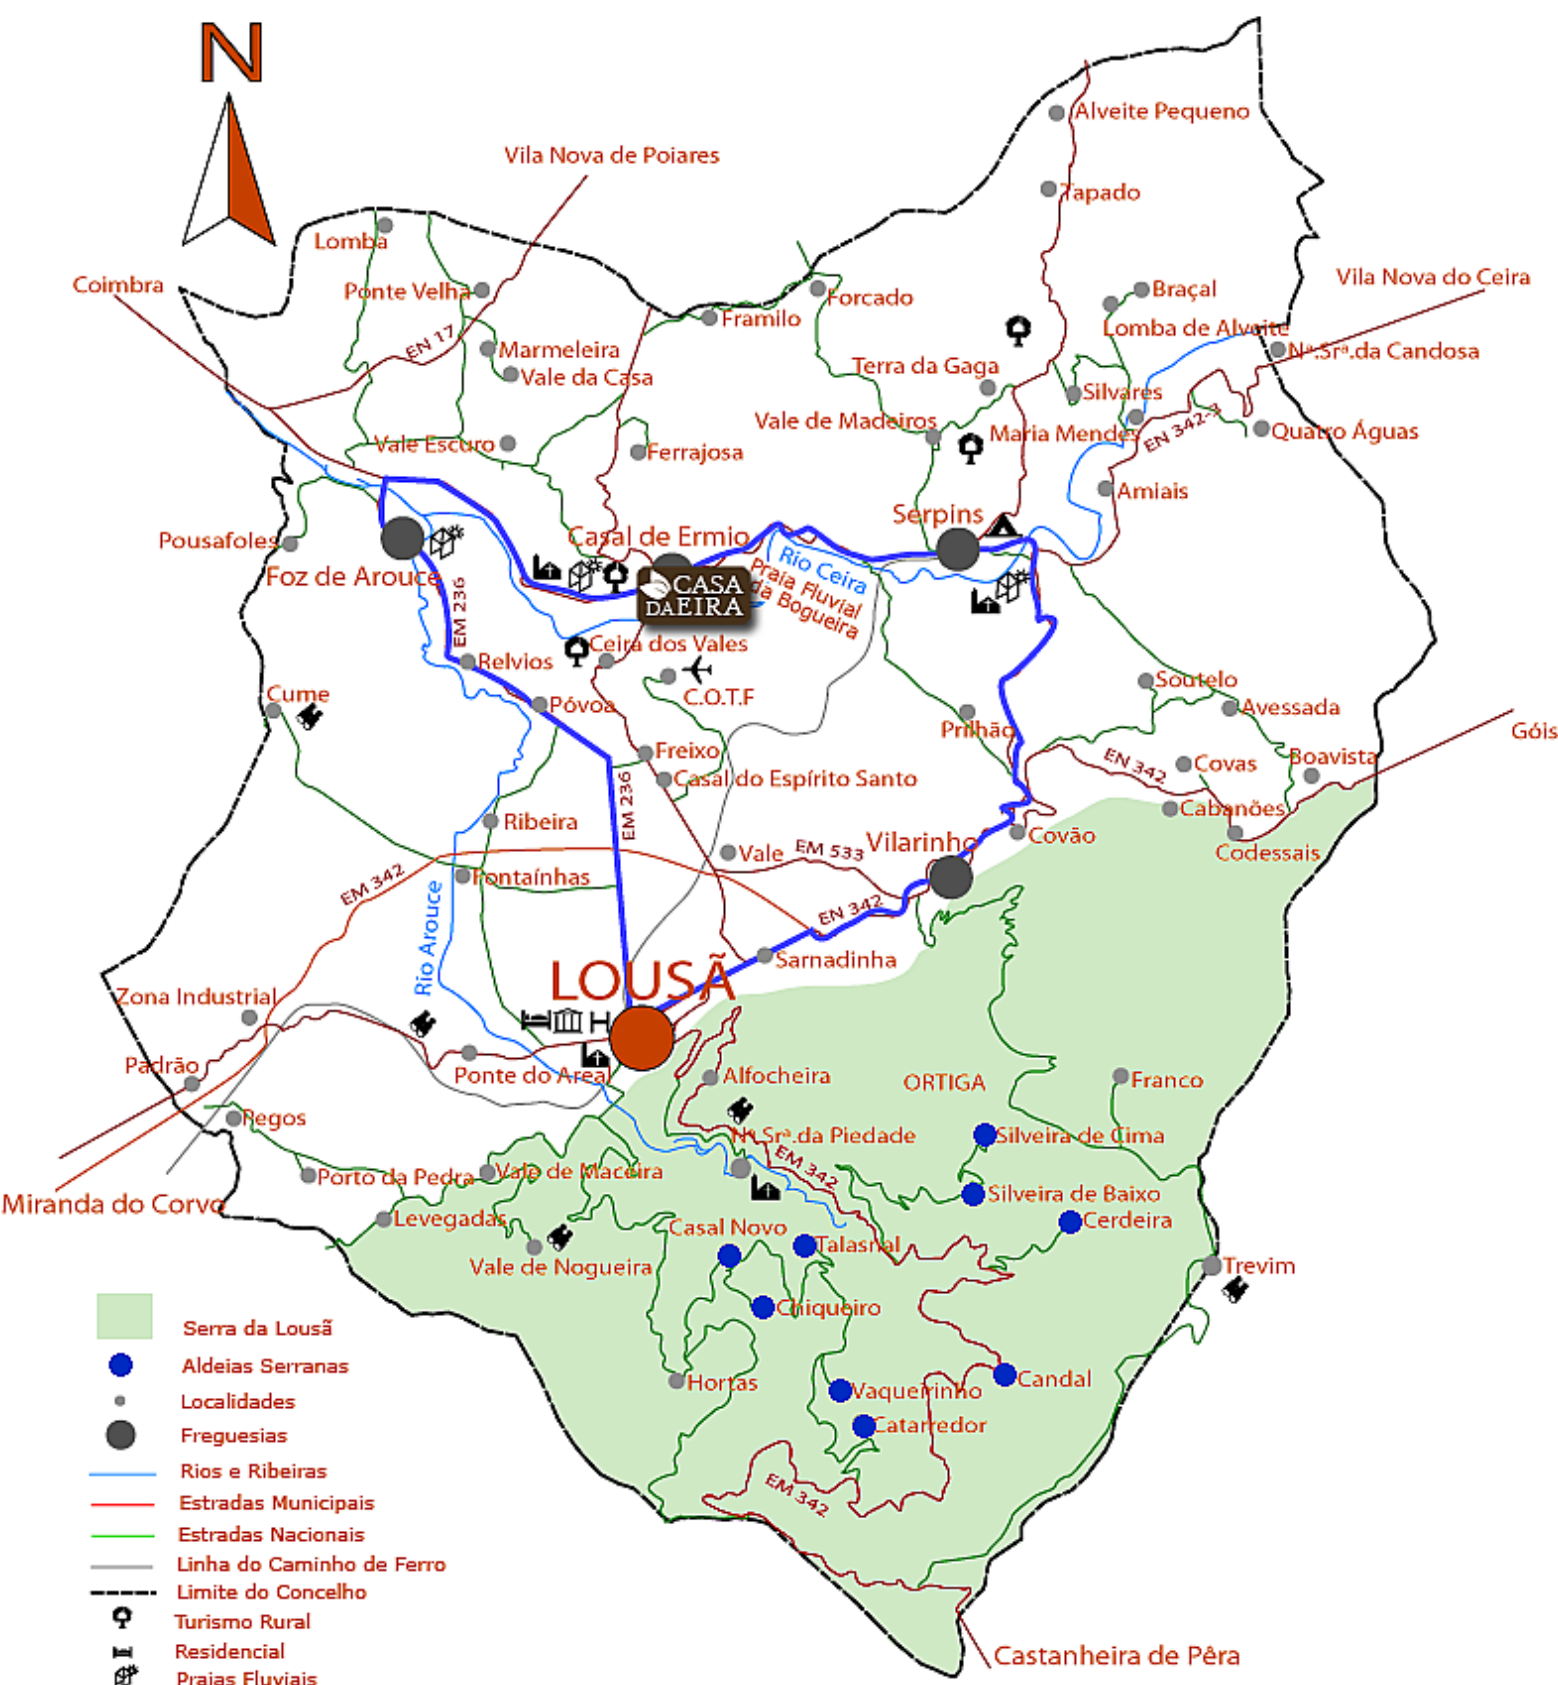 N
Alveite Pequeno
Vila Nova de Poiares
Tapado
Lomba
Coimbra
Ponte Velha
Forcado
Braçal
Vila Nova do Ceira
Framilo
Lomba de Alveite
EN 17
Marmeleira
Nª.Srª.da Candosa
Vale da Casa
Terra da Gaga
Silvares
Vale de Madeiros
Maria Mendes
EN 342-3
Quatro Águas
Vale Escuro
Ferrajosa
Amiais
Serpins
Pousafoles
Casal de Ermio
Foz de Arouce
Rio Ceira
Praia Fluvial
da Bogueira
CASA
DA EIRA
EM 236
Ceira dos Vales
Relvios
Soutelo
Cume
Póvoa
C.O.T.F
Avessada
Prilhão
Góis
Freixo
Boavista
EN 342
Covas
Casal do Espírito Santo
EM 236
Cabanões
Ribeira
Vilarinho
Covão
Vale
EM 533
Codessais
EM 342
Fontaínhas
EN 342
Rio Arouce
Sarnadinha
LOUSÃ
Zona Industrial
Padrão
Ponte do Areal
Alfocheira
ORTIGA
Franco
Pegos
Nª.Srª.da Piedade
Silveira de Cima
EM 342
Porto da Pedra
Vale de Maceira
Silveira de Baixo
Miranda do Corvo
Levegadas
Casal Novo
Cerdeira
Talasnal
Vale de Nogueira
Trevim
Chiqueiro
Serra da Lousã
Aldeias Serranas
Hortas
Candal
Vaqueirinho
Localidades
Catarredor
Freguesias
Rios e Ribeiras
EM 342
Estradas Municipais
Estradas Nacionais
Linha do Caminho de Ferro
Limite do Concelho
Turismo Rural
Residencial
Castanheira de Pêra
Praias Fluviais